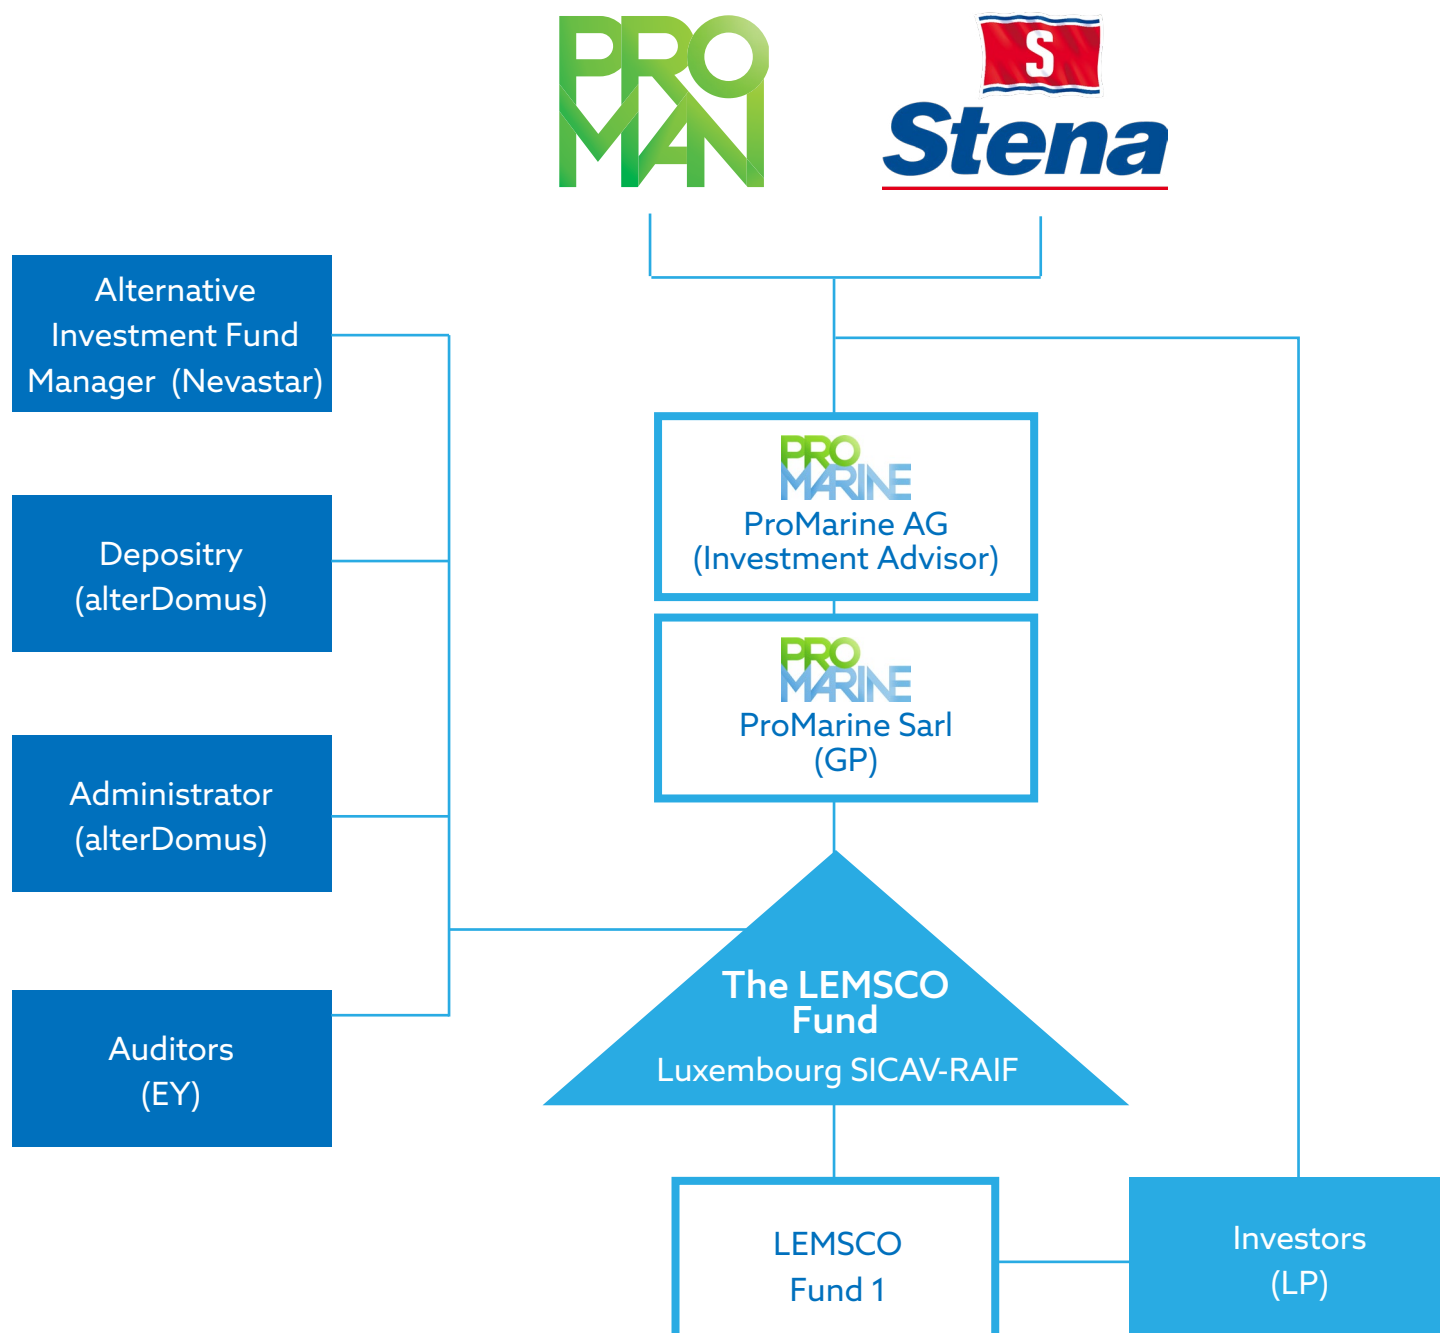 PRO
MAN
S
Stena
Alternative
Investment Fund
Manager (Nevastar)
Depositry
(alterDomus)
Administrator
(alterDomus)
Auditors
(EY)
PRO
MARINE
ProMarine AG
(Investment Advisor)
PRO
MARINE
ProMarine Sarl
(GP)
The LEMSCO
Fund
Luxembourg SICAV-RAIF
LEMSCO
Fund 1
Investors
(LP)